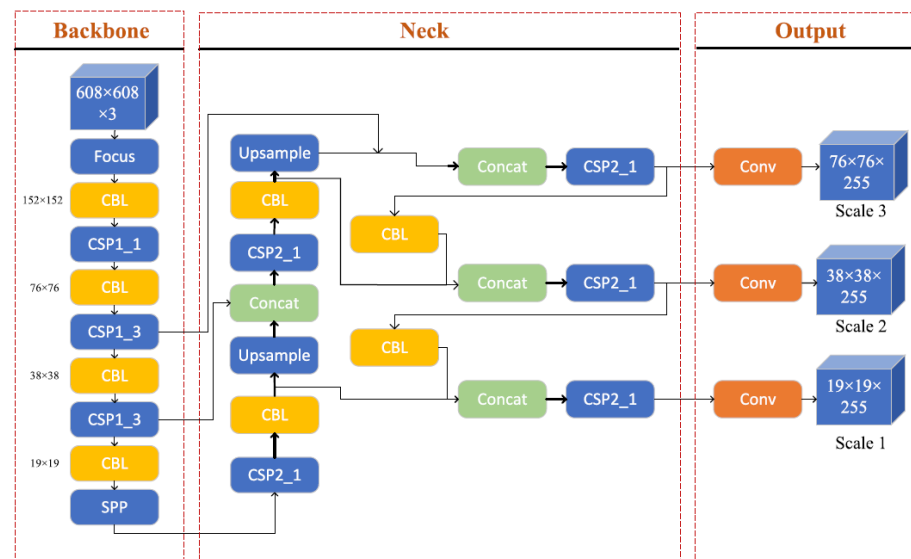 Backbone
608×608
×3
Focus
152×152
CBL
CSP1_1
76×76
CBL
CSP1_3
38×38
CBL
CSP1_3
19×19
CBL
SPP
Neck
Upsample
CBL
CSP2_1
Concat
Upsample
CBL
CSP2_1
Concat
CSP2_1
CBL
Concat
CSP2_1
CBL
Concat
CSP2_1
Output
Conv
76×76×
255
Scale 3
Conv
38×38×
255
Scale 2
Conv
19×19×
255
Scale 1